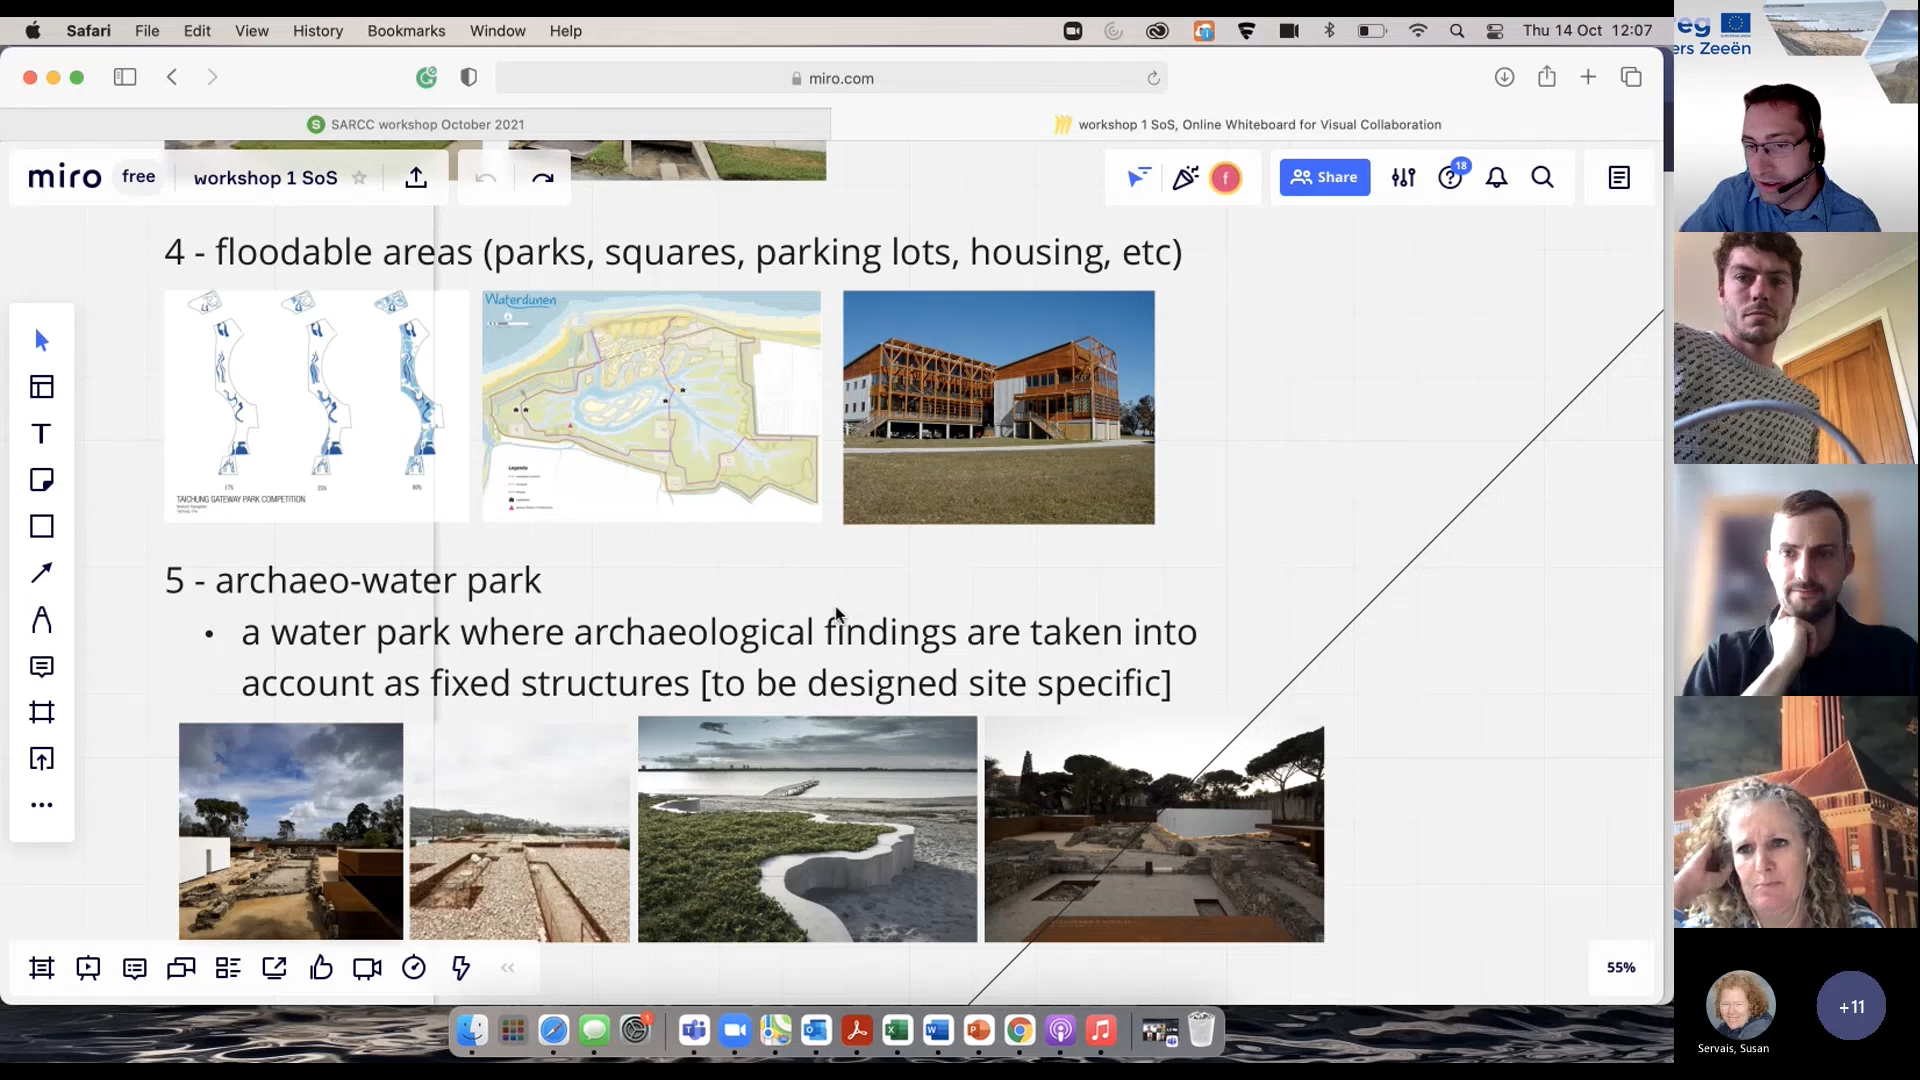 Safari File Edit View History Bookmarks Window Help
Thu 14 Oct 12:07
miro.com
SARCC workshop October 2021
workshop 1 SoS, Online Whiteboard for Visual Collaboration
miro free workshop 1 SoS
f
Share
18
4 - floodable areas (parks, squares, parking lots, housing, etc)
TAICHUNG GATEWAY PARK COMPETITION
Waterdunen
Legenda
5 - archaeo-water park
• a water park where archaeological findings are taken into
account as fixed structures [to be designed site specific]
55%
1
eg
ers Zeeën
Servais, Susan
+11